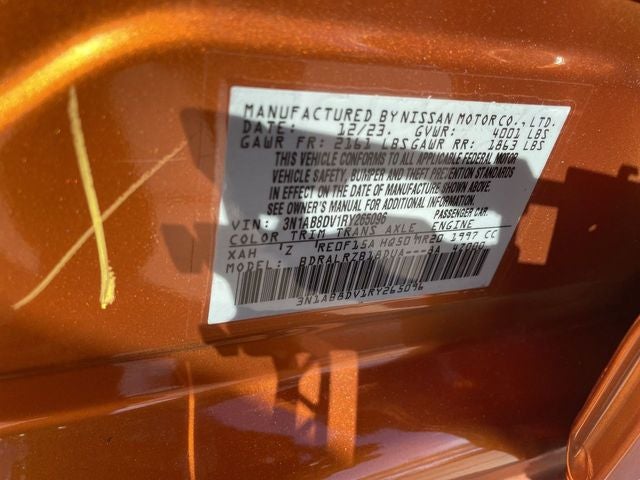 MANUFACTURED BY NISSAN MOTOR CO., LTD.
DATE: 12/23. GVWR: 4001 LBS
GAWR FR: 2161 LBS GAWR RR: 1863 LBS
THIS VEHICLE CONFORMS TO ALL APPLICABLE FEDERAL MOTOR
VEHICLE SAFETY, BUMPER AND THEFT PREVENTION STANDARDS
IN EFFECT ON THE DATE OF MANUFACTURE SHOWN ABOVE.
SEE OWNER'S MANUAL FOR ADDITIONAL INFORMATION.
VIN: 3N1AB8DV1RY265096 PASSENGER CAR
COLOR TRIM TRANS AXLE ENGINE
XAH 'Z RE0F15A HQ50 MR20 1997 CC
MODEL:
3N1AB8DV1RY265096